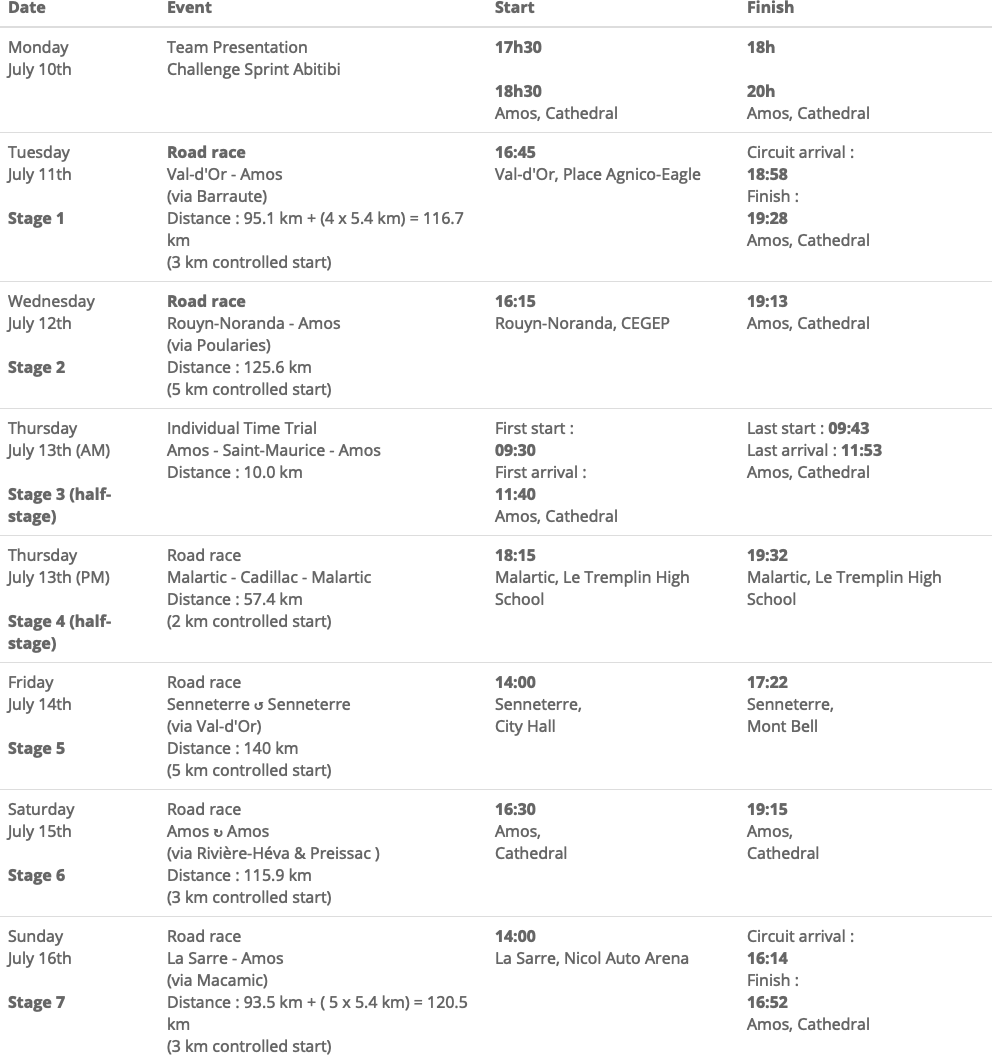 Date Event Start Finish
Monday Team Presentation 17h30 18h
July 10th Challenge Sprint Abitibi
18h30 20h
Amos, Cathedral Amos, Cathedral
Tuesday Road race 16:45 Circuit arrival :
July 11th Val-d'Or - Amos Val-d'Or, Place Agnico-Eagle 18:58
(via Barraute) Finish :
Stage 1 Distance : 95.1 km + (4 x 5.4 km) = 116.7 19:28
km Amos, Cathedral
(3 km controlled start)
Wednesday Road race 16:15 19:13
July 12th Rouyn-Noranda - Amos Rouyn-Noranda, CEGEP Amos, Cathedral
(via Poularies)
Stage 2 Distance : 125.6 km
(5 km controlled start)
Thursday Individual Time Trial First start : Last start : 09:43
July 13th (AM) Amos - Saint-Maurice - Amos 09:30 Last arrival : 11:53
Distance : 10.0 km First arrival : Amos, Cathedral
Stage 3 (half- 11:40
stage) Amos, Cathedral
Thursday Road race 18:15 19:32
July 13th (PM) Malartic - Cadillac - Malartic Malartic, Le Tremplin High Malartic, Le Tremplin High
Distance : 57.4 km School School
Stage 4 (half- (2 km controlled start)
stage)
Friday Road race 14:00 17:22
July 14th Senneterre ↺ Senneterre Senneterre, Senneterre,
(via Val-d'Or) City Hall Mont Bell
Stage 5 Distance : 140 km
(5 km controlled start)
Saturday Road race 16:30 19:15
July 15th Amos ↻ Amos Amos, Amos,
(via Rivière-Héva & Preissac ) Cathedral Cathedral
Stage 6 Distance : 115.9 km
(3 km controlled start)
Sunday Road race 14:00 Circuit arrival :
July 16th La Sarre - Amos La Sarre, Nicol Auto Arena 16:14
(via Macamic) Finish :
Stage 7 Distance : 93.5 km + ( 5 x 5.4 km) = 120.5 16:52
km Amos, Cathedral
(3 km controlled start)